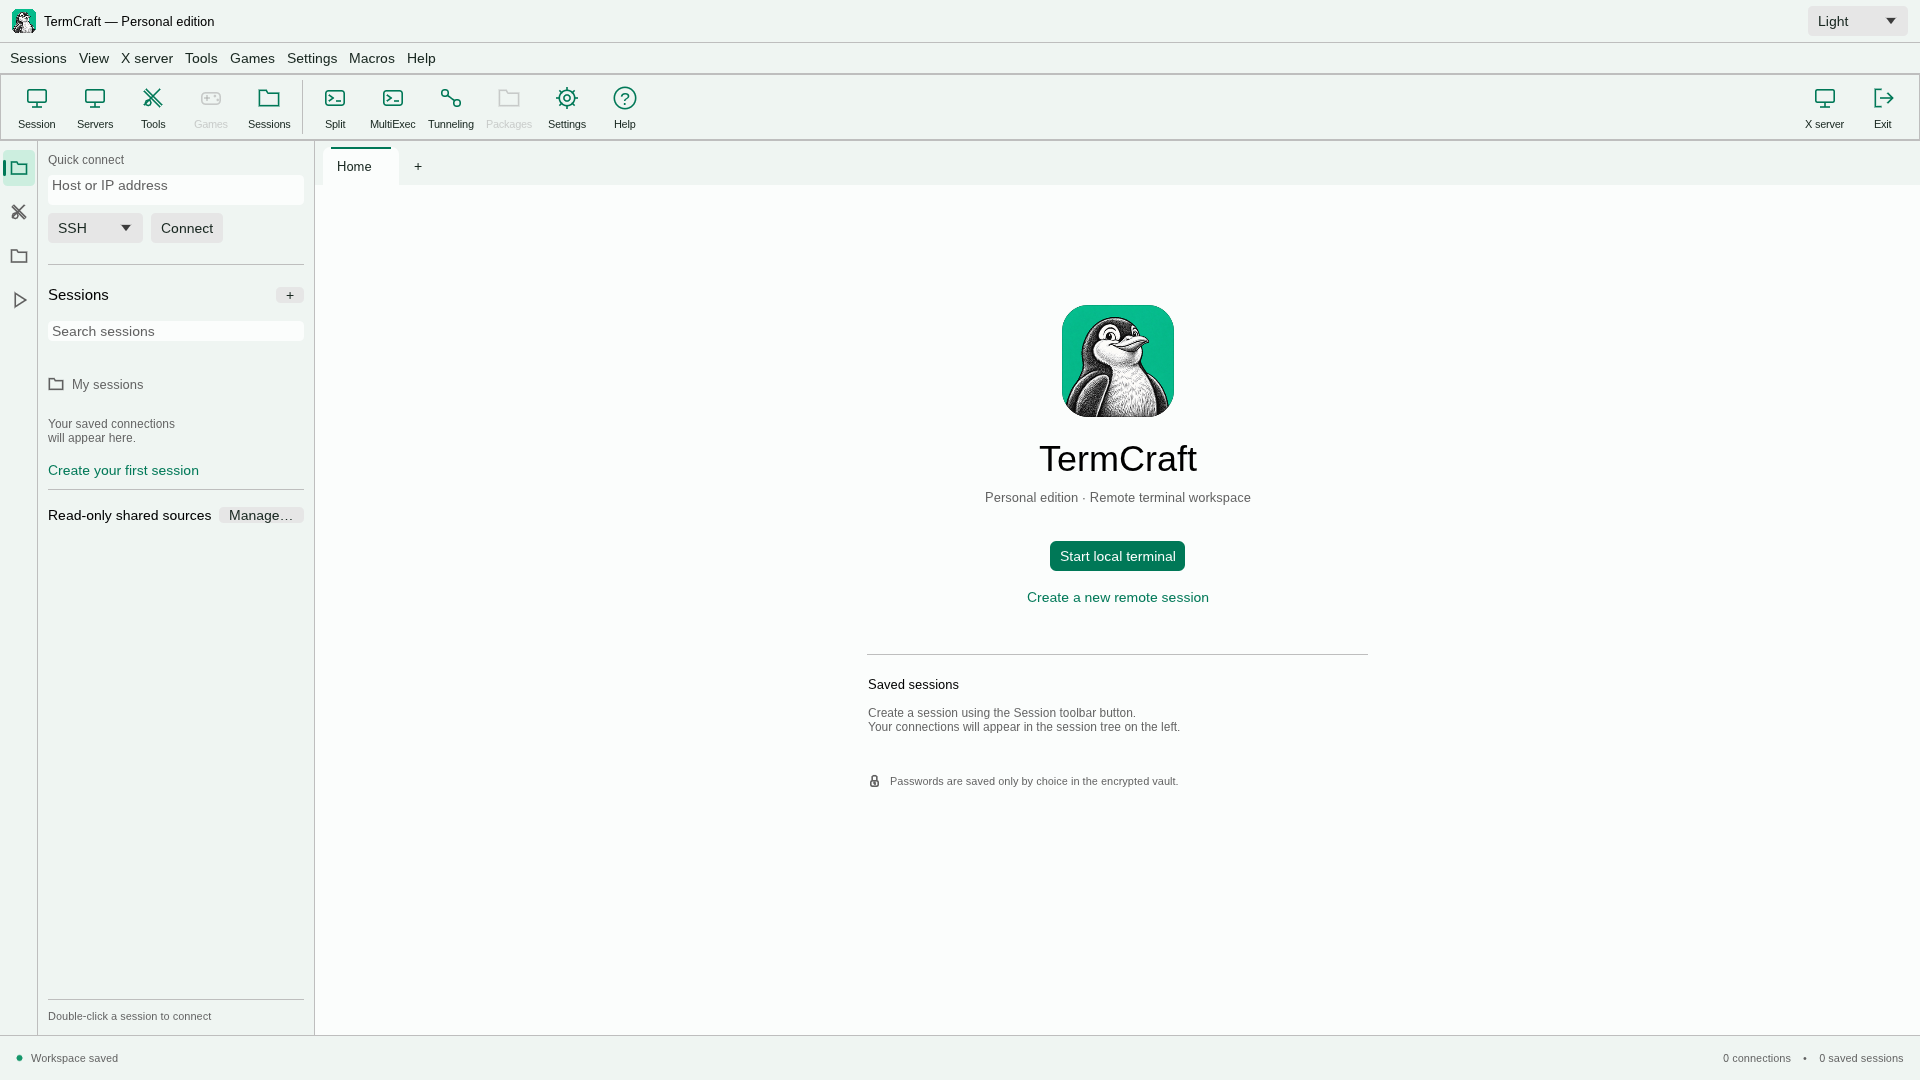 TermCraft — Personal edition
Light
Sessions View X server Tools Games Settings Macros Help
Session Servers Tools Games Sessions Split MultiExec Tunneling Packages Settings Help X server Exit
Quick connect
Host or IP address
SSH Connect
Sessions +
Search sessions
My sessions
Your saved connections
will appear here.
Create your first session
Read-only shared sources Manage…
Double-click a session to connect
Home +
TermCraft
Personal edition · Remote terminal workspace
Start local terminal
Create a new remote session
Saved sessions
Create a session using the Session toolbar button.
Your connections will appear in the session tree on the left.
Passwords are saved only by choice in the encrypted vault.
Workspace saved
0 connections • 0 saved sessions